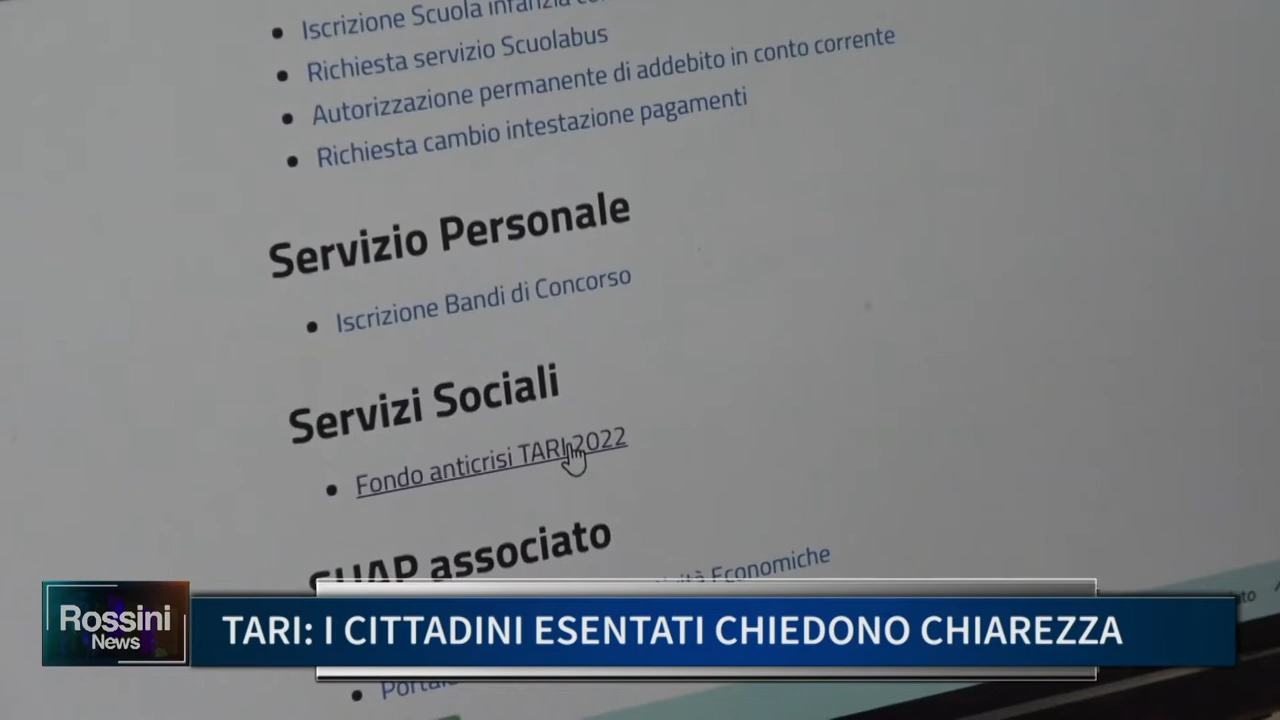 Iscrizione Scuola infanzia
Richiesta servizio Scuolabus
Autorizzazione permanente di addebito in conto corrente
Richiesta cambio intestazione pagamenti
Servizio Personale
Iscrizione Bandi di Concorso
Servizi Sociali
Fondo anticrisi TARI 2022
SUAP associato
Economiche
Rossini
News
TARI: I CITTADINI ESENTATI CHIEDONO CHIAREZZA